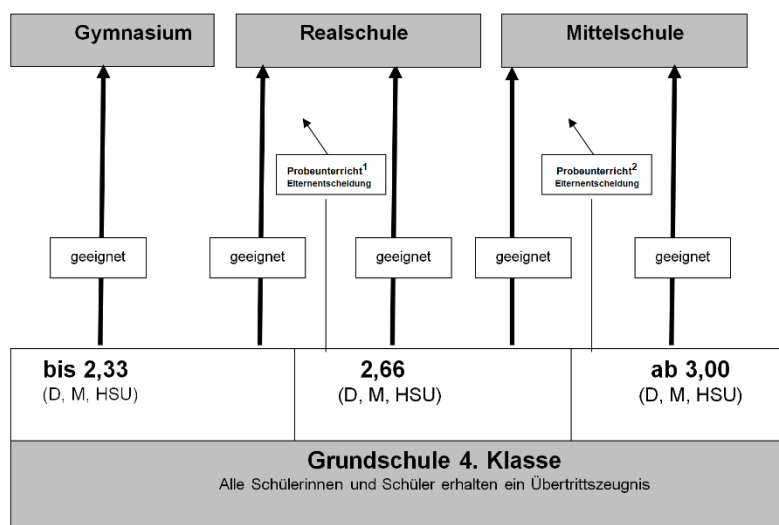 Gymnasium
Realschule
Mittelschule
Probeunterricht¹
Elternentscheidung
Probeunterricht²
Elternentscheidung
geeignet
geeignet
geeignet
geeignet
geeignet
bis 2,33
(D, M, HSU)
2,66
(D, M, HSU)
ab 3,00
(D, M, HSU)
Grundschule 4. Klasse
Alle Schülerinnen und Schüler erhalten ein Übertrittszeugnis